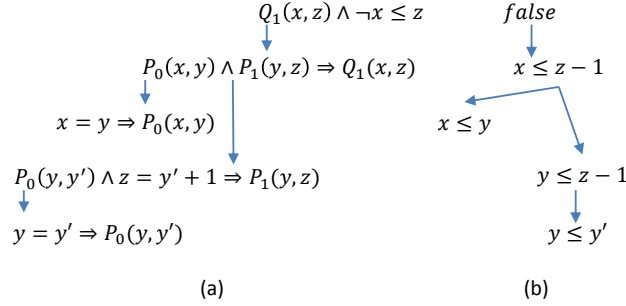 Q₁(x, z) ∧ ¬x ≤ z false
P₀(x, y) ∧ P₁(y, z) ⇒ Q₁(x, z) x ≤ z − 1
x = y ⇒ P₀(x, y) x ≤ y
P₀(y, y′) ∧ z = y′ + 1 ⇒ P₁(y, z) y ≤ z − 1
y = y′ ⇒ P₀(y, y′) y ≤ y′
(a) (b)